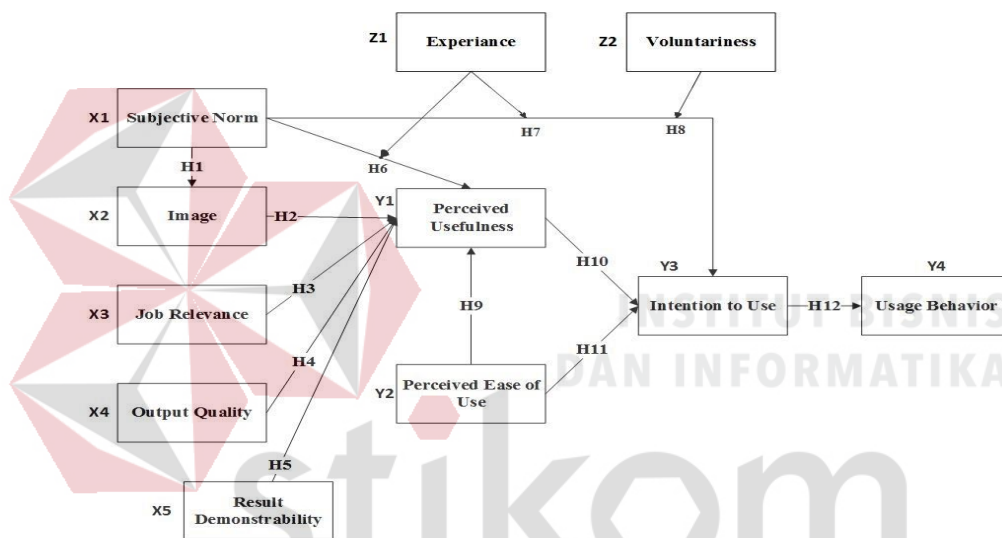 Z1
Experiance
Z2
Voluntariness
X1
Subjective Norm
H7
H8
H6
H1
X2
Image
H2
Y1
Perceived
Usefulness
H10
Y3
Intention to Use
H12
Y4
Usage Behavior
X3
Job Relevance
H3
H9
INSTITUT BISNIS
DAN INFORMATIKA
H4
H11
X4
Output Quality
Y2
Perceived Ease of
Use
H5
X5
Result
Demonstrability
stikom